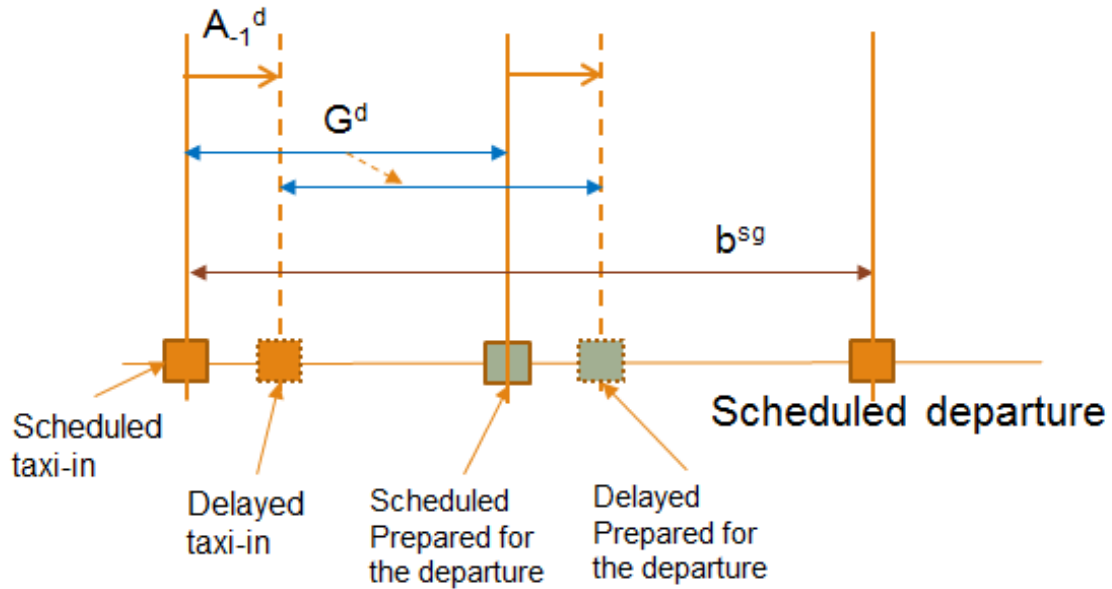 A₋₁ᵈ
Gᵈ
bˢᵍ
Scheduled departure
Scheduled
taxi-in
Delayed
taxi-in
Scheduled
Prepared for
the departure
Delayed
Prepared for
the departure